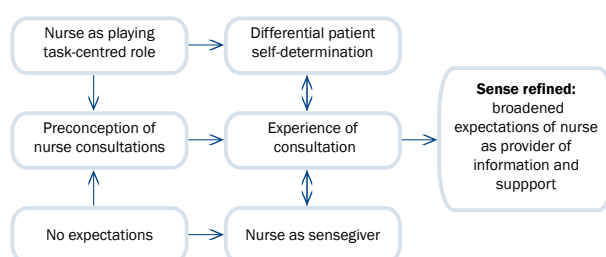 Nurse as playing
task-centred role
Differential patient
self-determination
Preconception of
nurse consultations
Experience of
consultation
Sense refined:
broadened
expectations of nurse
as provider of
information and
suppport
No expectations
Nurse as sensegiver